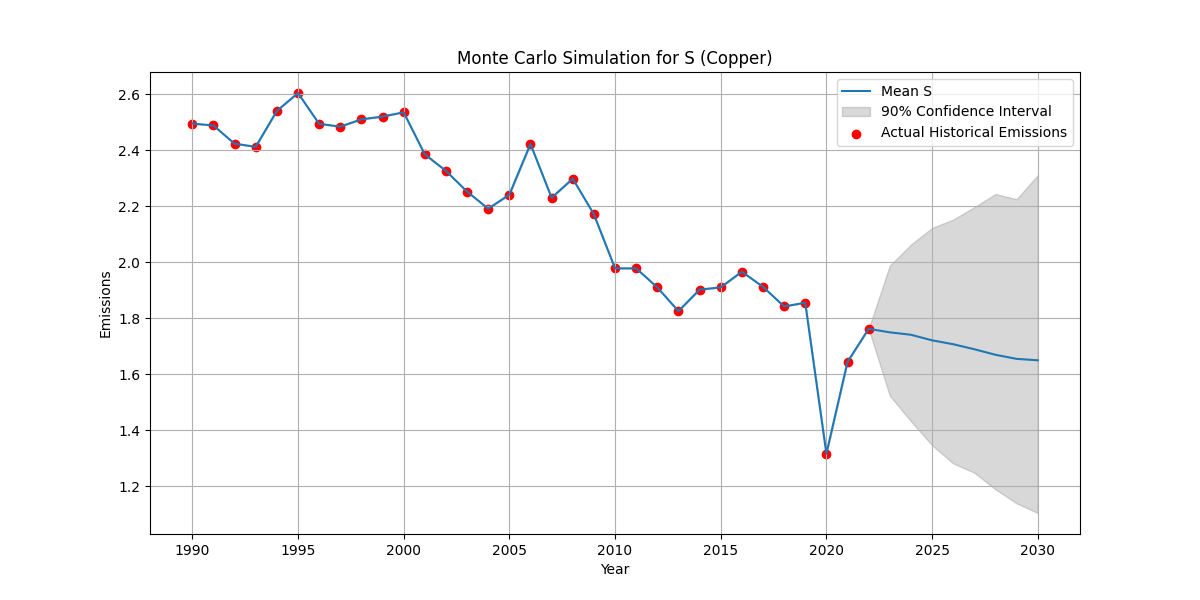 Monte Carlo Simulation for S (Copper)
Mean S
90% Confidence Interval
Actual Historical Emissions
Emissions
2.6
2.4
2.2
2.0
1.8
1.6
1.4
1.2
1990 1995 2000 2005 2010 2015 2020 2025 2030
Year